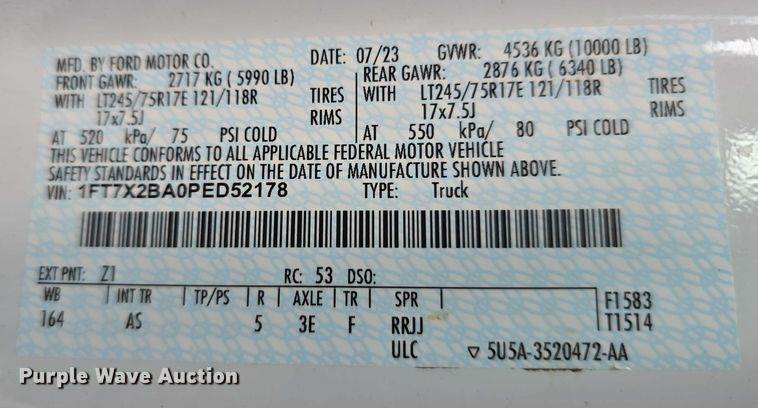 MFD. BY FORD MOTOR CO. DATE: 07/23 GVWR: 4536 KG (10000 LB)
FRONT GAWR: 2717 KG ( 5990 LB) REAR GAWR: 2876 KG ( 6340 LB)
WITH LT245/75R17E 121/118R TIRES WITH LT245/75R17E 121/118R TIRES
17x7.5J RIMS 17x7.5J RIMS
AT 520 kPa/ 75 PSI COLD AT 550 kPa/ 80 PSI COLD
THIS VEHICLE CONFORMS TO ALL APPLICABLE FEDERAL MOTOR VEHICLE
SAFETY STANDARDS IN EFFECT ON THE DATE OF MANUFACTURE SHOWN ABOVE.
VIN: 1FT7X2BA0PED52178 TYPE: Truck
EXT PNT: Z1 RC: 53 DSO:
WB INT TR TP/PS R AXLE TR SPR F1583
164 AS 5 3E F RRJJ T1514
ULC ▽ 5U5A-3520472-AA
Purple Wave Auction